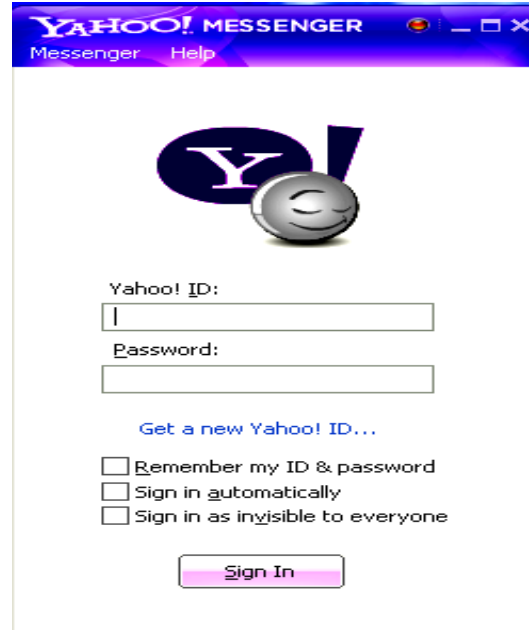 YAHOO! MESSENGER
Messenger Help
Y!
Yahoo! ID:
Password:
Get a new Yahoo! ID...
Remember my ID & password
Sign in automatically
Sign in as invisible to everyone
Sign In